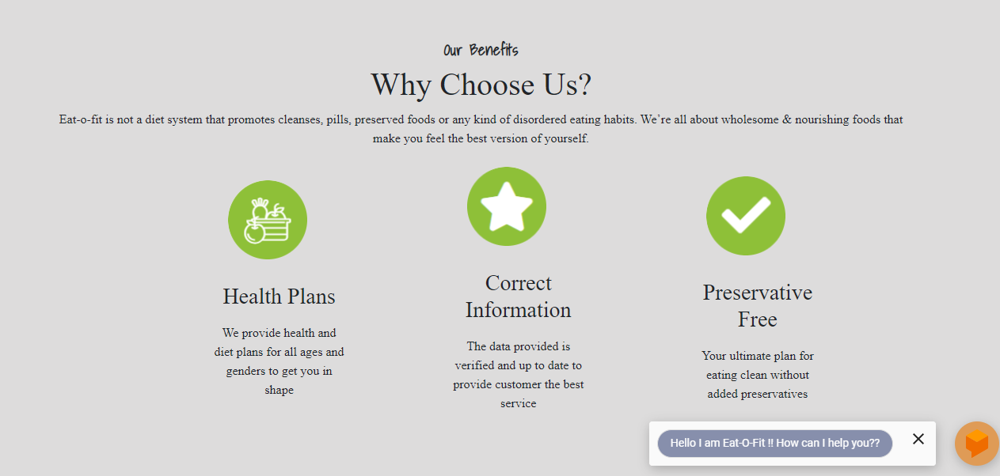 Our Benefits
Why Choose Us?
Eat-o-fit is not a diet system that promotes cleanses, pills, preserved foods or any kind of disordered eating habits. We're all about wholesome & nourishing foods that
make you feel the best version of yourself.
Health Plans
We provide health and
diet plans for all ages and
genders to get you in
shape
Correct
Information
The data provided is
verified and up to date to
provide customer the best
service
Preservative
Free
Your ultimate plan for
eating clean without
added preservatives
Hello I am Eat-O-Fit !! How can I help you??